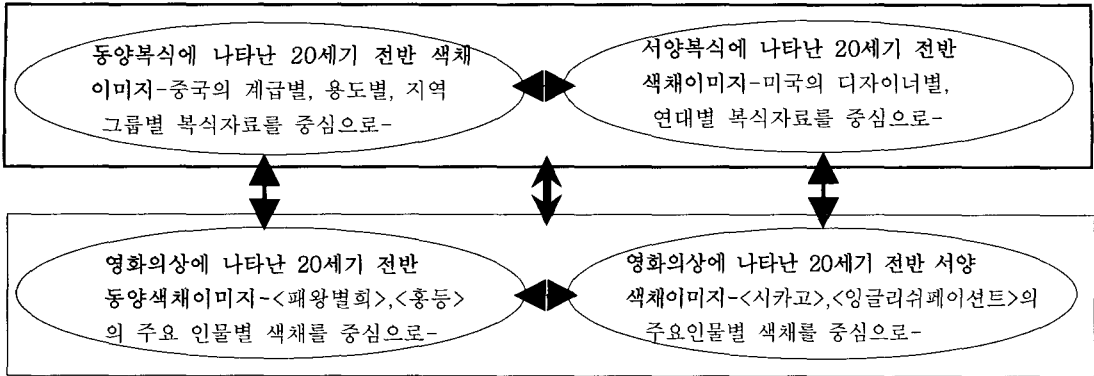 동양복식에 나타난 20세기 전반 색채
이미지-중국의 계급별, 용도별, 지역
그룹별 복식자료를 중심으로-
서양복식에 나타난 20세기 전반
색채이미지-미국의 디자이너별,
연대별 복식자료를 중심으로-
영화의상에 나타난 20세기 전반
동양색채이미지-<패왕별희>,<홍등>
의 주요 인물별 색채를 중심으로-
영화의상에 나타난 20세기 전반 서양
색채이미지-<시카고>,<잉글리쉬페이션트>의
주요인물별 색채를 중심으로-